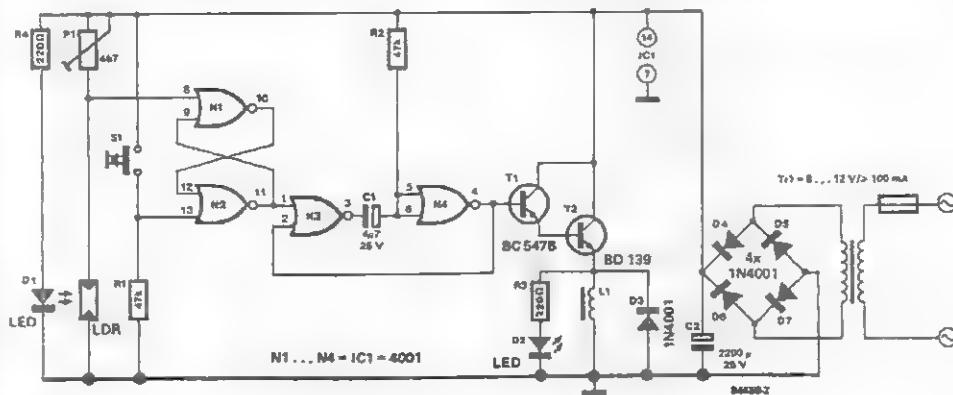 R4
220Ω
P1
4k7
S1
D1
LED
LDR
R1
47k
8
9
N1
10
12
13
N2
11
1
2
N3
3
C1
4µ7
25 V
R2
47k
5
6
N4
4
T1
BC547B
T2
BD 139
R3
220Ω
D2
LED
L1
D3
1N4001
14
IC1
7
N1 . . . N4 = IC1 = 4001
C2
2200 µ
25 V
D4
D5
4x
1N4001
D6
D7
Tr1 = 8 . . . 12 V/> 100 mA